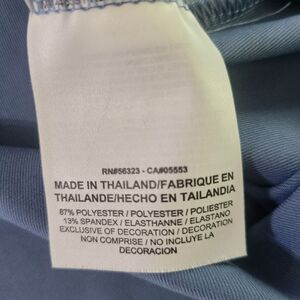 RN#56323 - CA#05553
MADE IN THAILAND/FABRIQUE EN
THAILANDE/HECHO EN TAILANDIA
87% POLYESTER / POLYESTER / POLIESTER
13% SPANDEX / ELASTHANNE / ELASTANO
EXCLUSIVE OF DECORATION / DECORATION
NON COMPRISE / NO INCLUYE LA
DECORACION